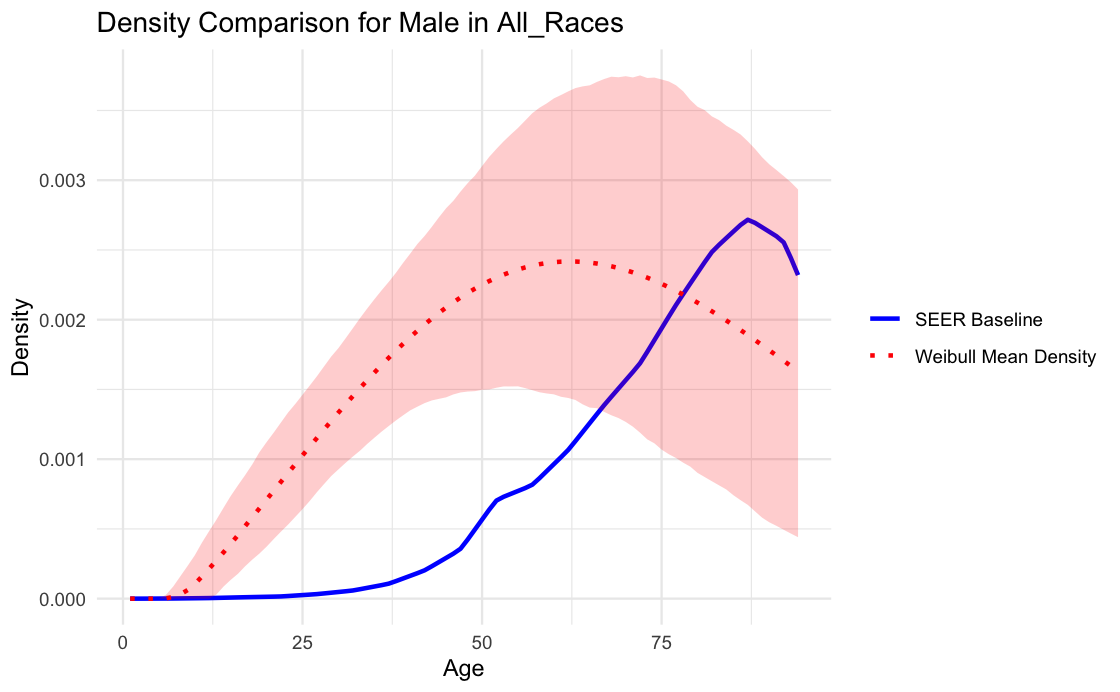 Density Comparison for Male in All_Races
Density
0.003
0.002
0.001
0.000
0
25
50
75
Age
SEER Baseline
Weibull Mean Density